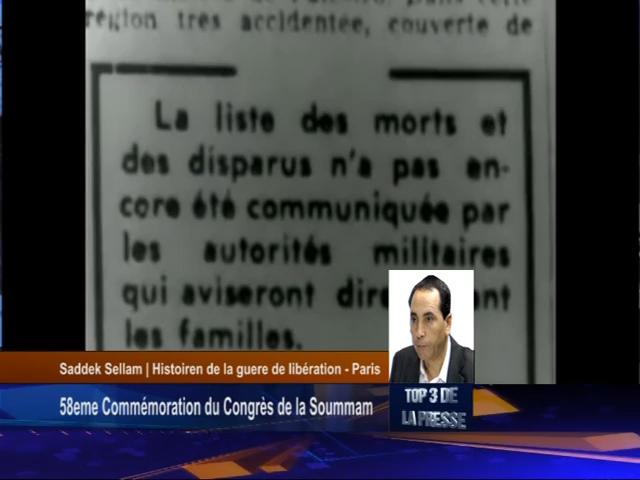 région très accidentée, couverte de
La liste des morts et
des disparus n'a pas en-
core été communiquée par
les autorités militaires
qui aviseront dire ant
les familles.
Saddek Sellam | Histoiren de la guere de libération - Paris
58eme Commémoration du Congrès de la Soummam
TOP 3 DE
LA PRESSE